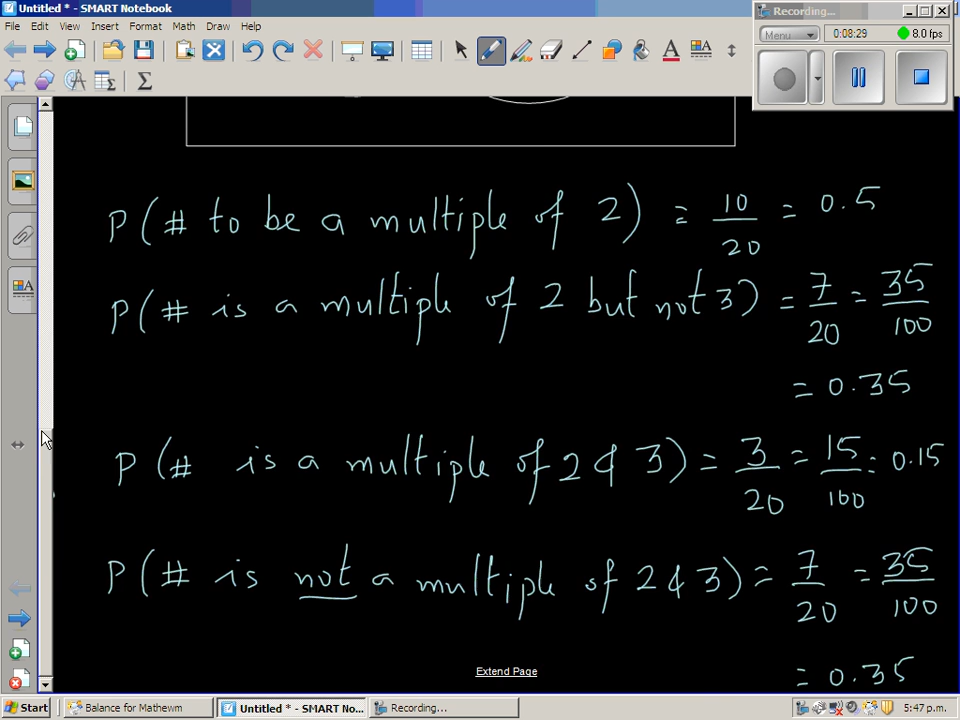 Untitled * - SMART Notebook
File Edit View Insert Format Math Draw Help
Recording...
Menu 0:08:29 8.0 fps
P(# to be a multiple of 2) = 10/20 = 0.5
P(# is a multiple of 2 but not 3) = 7/20 = 35/100
= 0.35
P(# is a multiple of 2 & 3) = 3/20 = 15/100 = 0.15
P(# is not a multiple of 2 & 3) = 7/20 = 35/100
Extend Page
= 0.35
Start Balance for Mathewm Untitled * - SMART No... Recording... 5:47 p.m.